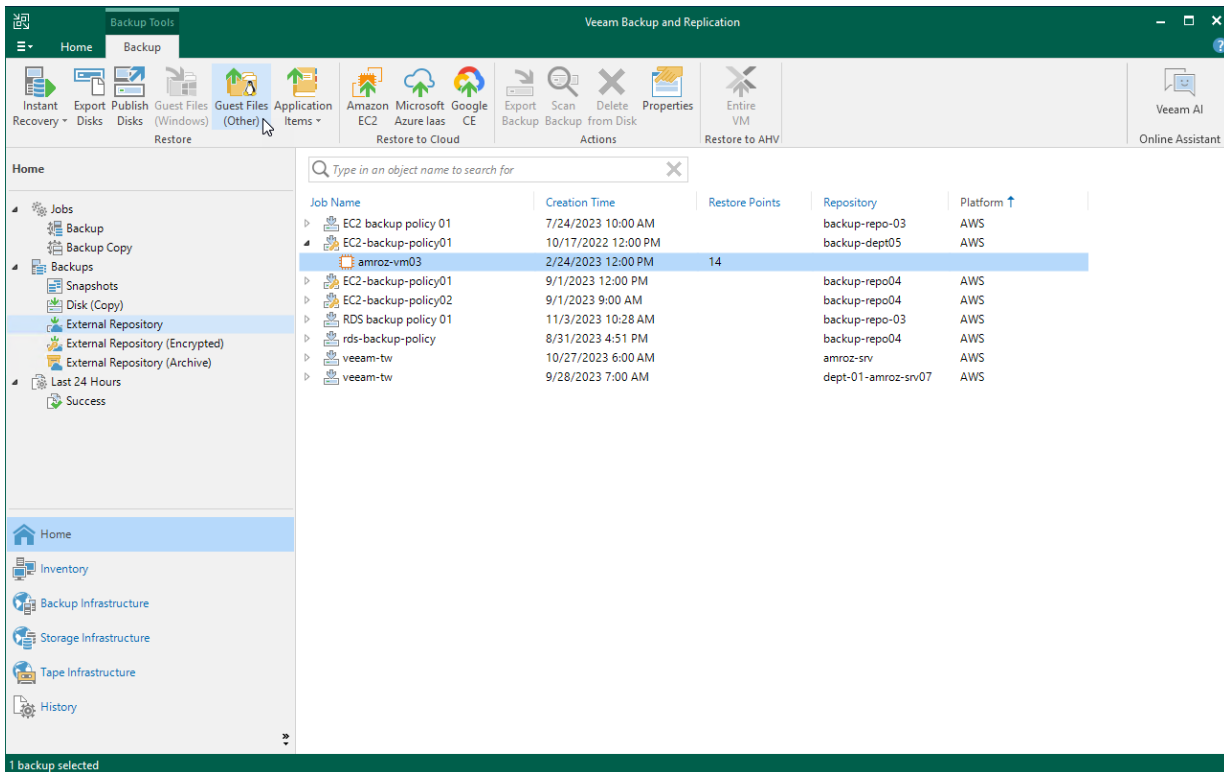 Backup Tools
Veeam Backup and Replication
Home Backup
?
Instant Recovery
Export Disks
Publish Disks
Guest Files (Windows)
Guest Files (Other)
Application Items
Restore
Amazon EC2
Microsoft Azure Iaas
Google CE
Restore to Cloud
Export Backup
Scan Backup
Delete from Disk
Properties
Actions
Entire VM
Restore to AHV
Veeam AI
Online Assistant
Home
Jobs
Backup
Backup Copy
Backups
Snapshots
Disk (Copy)
External Repository
External Repository (Encrypted)
External Repository (Archive)
Last 24 Hours
Success
Home
Inventory
Backup Infrastructure
Storage Infrastructure
Tape Infrastructure
History
Type in an object name to search for
Job Name Creation Time Restore Points Repository Platform
EC2 backup policy 01 7/24/2023 10:00 AM backup-repo-03 AWS
EC2-backup-policy01 10/17/2022 12:00 PM backup-dept05 AWS
amroz-vm03 2/24/2023 12:00 PM 14
EC2-backup-policy01 9/1/2023 12:00 PM backup-repo04 AWS
EC2-backup-policy02 9/1/2023 9:00 AM backup-repo04 AWS
RDS backup policy 01 11/3/2023 10:28 AM backup-repo-03 AWS
rds-backup-policy 8/31/2023 4:51 PM backup-repo04 AWS
veeam-tw 10/27/2023 6:00 AM amroz-srv AWS
veeam-tw 9/28/2023 7:00 AM dept-01-amroz-srv07 AWS
1 backup selected